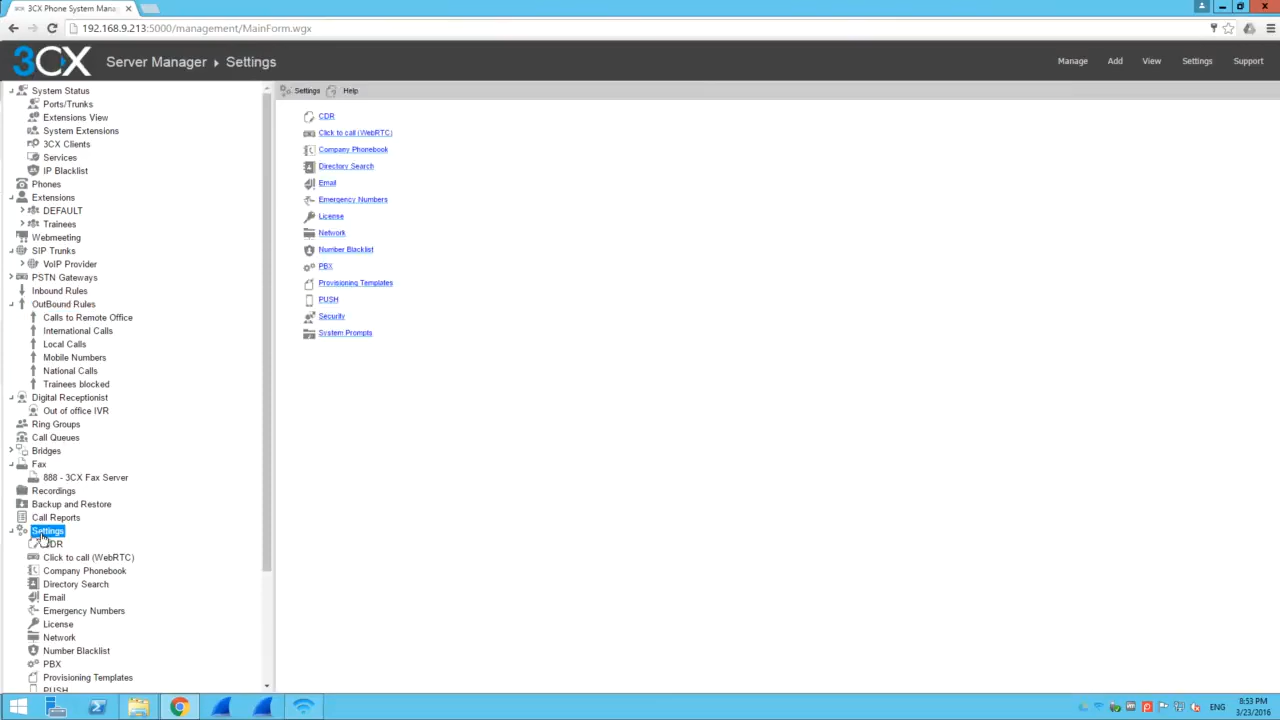 3CX Phone System Mana
192.168.9.213:5000/management/MainForm.wgx
3CX Server Manager Settings
Manage Add View Settings Support
System Status
Ports/Trunks
Extensions View
System Extensions
3CX Clients
Services
IP Blacklist
Phones
Extensions
DEFAULT
Trainees
Webmeeting
SIP Trunks
VoIP Provider
PSTN Gateways
Inbound Rules
OutBound Rules
Calls to Remote Office
International Calls
Local Calls
Mobile Numbers
National Calls
Trainees blocked
Digital Receptionist
Out of office IVR
Ring Groups
Call Queues
Bridges
Fax
888 - 3CX Fax Server
Recordings
Backup and Restore
Call Reports
Settings
CDR
Click to call (WebRTC)
Company Phonebook
Directory Search
Email
Emergency Numbers
License
Network
Number Blacklist
PBX
Provisioning Templates
PUSH
Settings Help
CDR
Click to call (WebRTC)
Company Phonebook
Directory Search
Email
Emergency Numbers
License
Network
Number Blacklist
PBX
Provisioning Templates
PUSH
Security
System Prompts
ENG
8:53 PM
3/23/2016